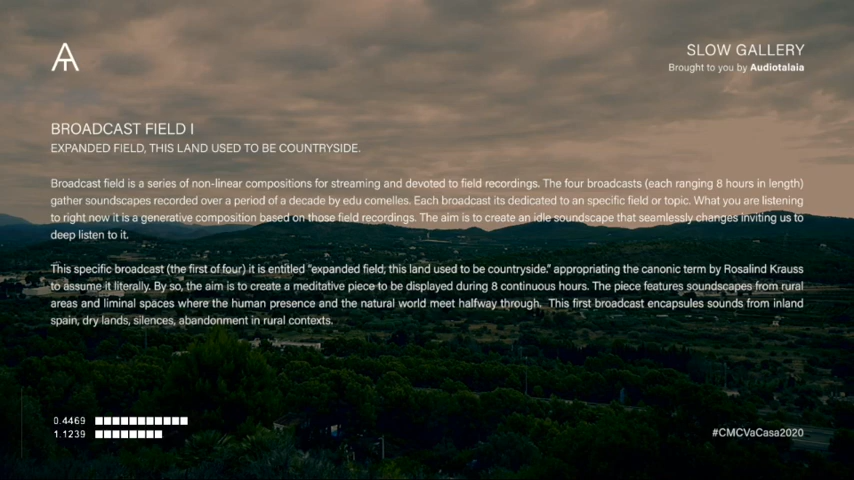 AT
SLOW GALLERY
Brought to you by Audiotalaia
BROADCAST FIELD I
EXPANDED FIELD, THIS LAND USED TO BE COUNTRYSIDE.
Broadcast field is a series of non-linear compositions for streaming and devoted to field recordings. The four broadcasts (each ranging 8 hours in length)
gather soundscapes recorded over a period of a decade by edu comelles. Each broadcast its dedicated to an specific field or topic. What you are listening
to right now it is a generative composition based on those field recordings. The aim is to create an idle soundscape that seamlessly changes inviting us to
deep listen to it.
This specific broadcast (the first of four) it is entitled "expanded field, this land used to be countryside." appropriating the canonic term by Rosalind Krauss
to assume it literally. By so, the aim is to create a meditative piece to be displayed during 8 continuous hours. The piece features soundscapes from rural
areas and liminal spaces where the human presence and the natural world meet halfway through. This first broadcast encapsules sounds from inland
spain, dry lands, silences, abandonment in rural contexts.
0.4469
1.1239
#CMCVaCasa2020